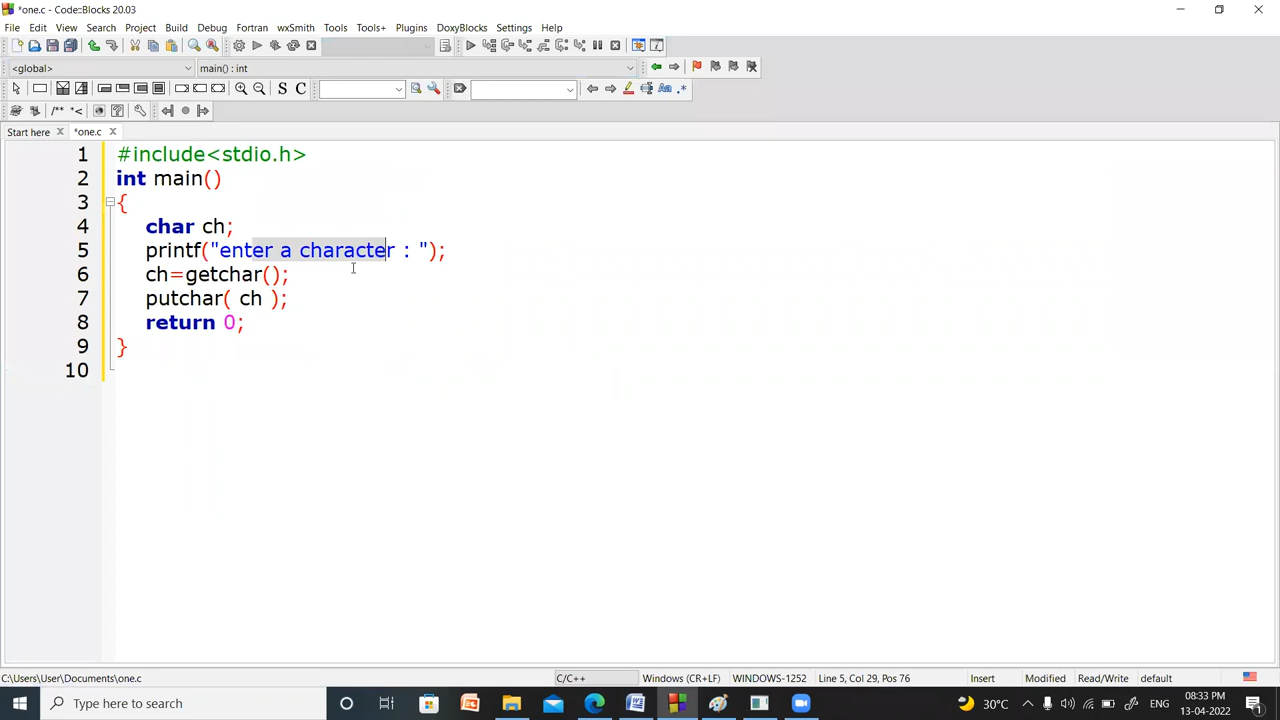 *one.c - Code::Blocks 20.03
File Edit View Search Project Build Debug Fortran wxSmith Tools Tools+ Plugins DoxyBlocks Settings Help
<global> main() : int
S C Aa .*
/** *<
Start here *one.c
1 #include<stdio.h>
2 int main()
3 {
4 char ch;
5 printf("enter a character : ");
6 ch=getchar();
7 putchar( ch );
8 return 0;
9 }
10
C:\Users\User\Documents\one.c C/C++ Windows (CR+LF) WINDOWS-1252 Line 5, Col 29, Pos 76 Insert Modified Read/Write default
Type here to search 30°C ENG 08:33 PM
13-04-2022